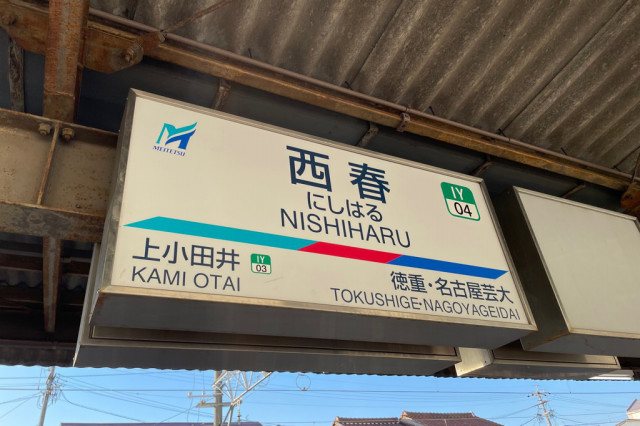 MEITETSU
西春
にしはる
NISHIHARU
IY
04
上小田井
KAMI OTAI
IY
03
徳重・名古屋芸大
TOKUSHIGE・NAGOYAGEIDAI